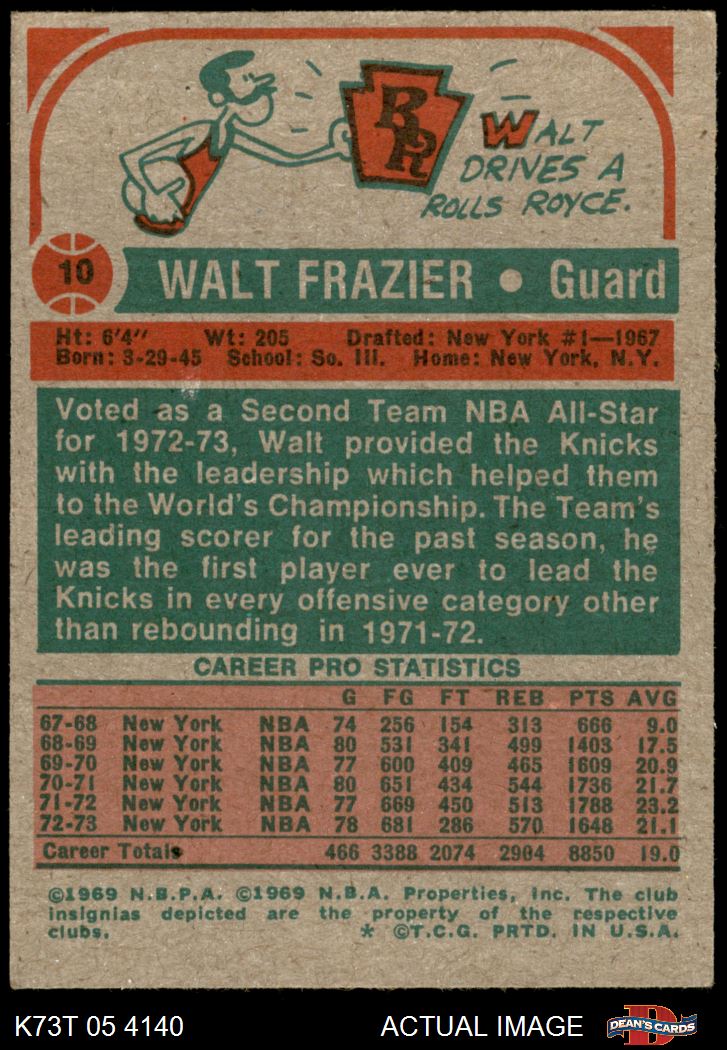 WALT
DRIVES A
ROLLS ROYCE.
RR
10 WALT FRAZIER • Guard
Ht: 6'4" Wt: 205 Drafted: New York #1—1967
Born: 3-29-45 School: So. Ill. Home: New York, N.Y.
Voted as a Second Team NBA All-Star
for 1972-73, Walt provided the Knicks
with the leadership which helped them
to the World's Championship. The Team's
leading scorer for the past season, he
was the first player ever to lead the
Knicks in every offensive category other
than rebounding in 1971-72.
CAREER PRO STATISTICS
G FG FT REB PTS AVG
67-68 New York NBA 74 256 154 313 666 9.0
68-69 New York NBA 80 531 341 499 1403 17.5
69-70 New York NBA 77 600 409 465 1609 20.9
70-71 New York NBA 80 651 434 544 1736 21.7
71-72 New York NBA 77 669 450 513 1788 23.2
72-73 New York NBA 78 681 286 570 1648 21.1
Career Totals 466 3388 2074 2904 8850 19.0
©1969 N.B.P.A. ©1969 N.B.A. Properties, Inc. The club
insignias depicted are the property of the respective
clubs. * ©T.C.G. PRTD. IN U.S.A.
K73T 05 4140 ACTUAL IMAGE
DEAN'S CARDS